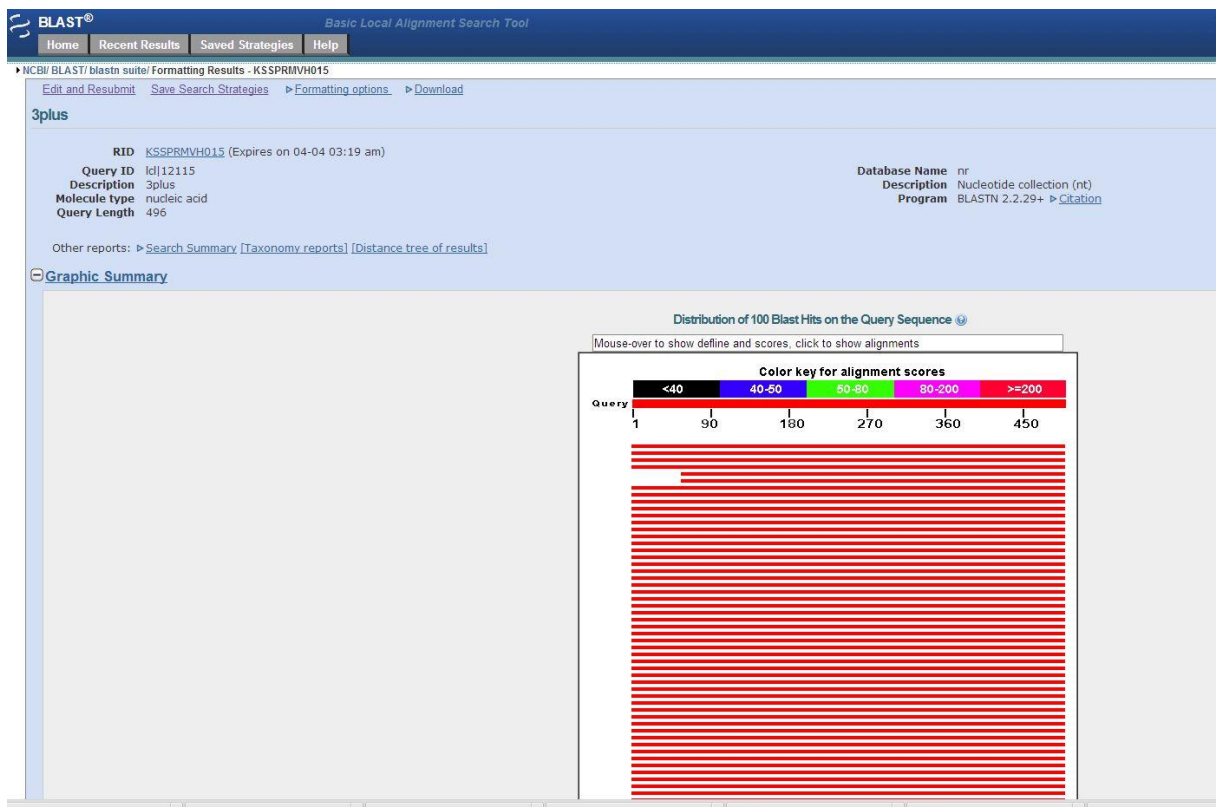 BLAST®
Basic Local Alignment Search Tool
Home Recent Results Saved Strategies Help
NCBI/ BLAST/ blastn suite/ Formatting Results - KSSPRMVH015
Edit and Resubmit Save Search Strategies Formatting options Download
3plus
RID KSSPRMVH015 (Expires on 04-04 03:19 am)
Query ID lcl|12115
Description 3plus
Molecule type nucleic acid
Query Length 496
Database Name nr
Description Nucleotide collection (nt)
Program BLASTN 2.2.29+ Citation
Other reports: Search Summary [Taxonomy reports] [Distance tree of results]
Graphic Summary
Distribution of 100 Blast Hits on the Query Sequence
Mouse-over to show defline and scores, click to show alignments
Color key for alignment scores
<40 40-50 50-80 80-200 >=200
Query
1 90 180 270 360 450